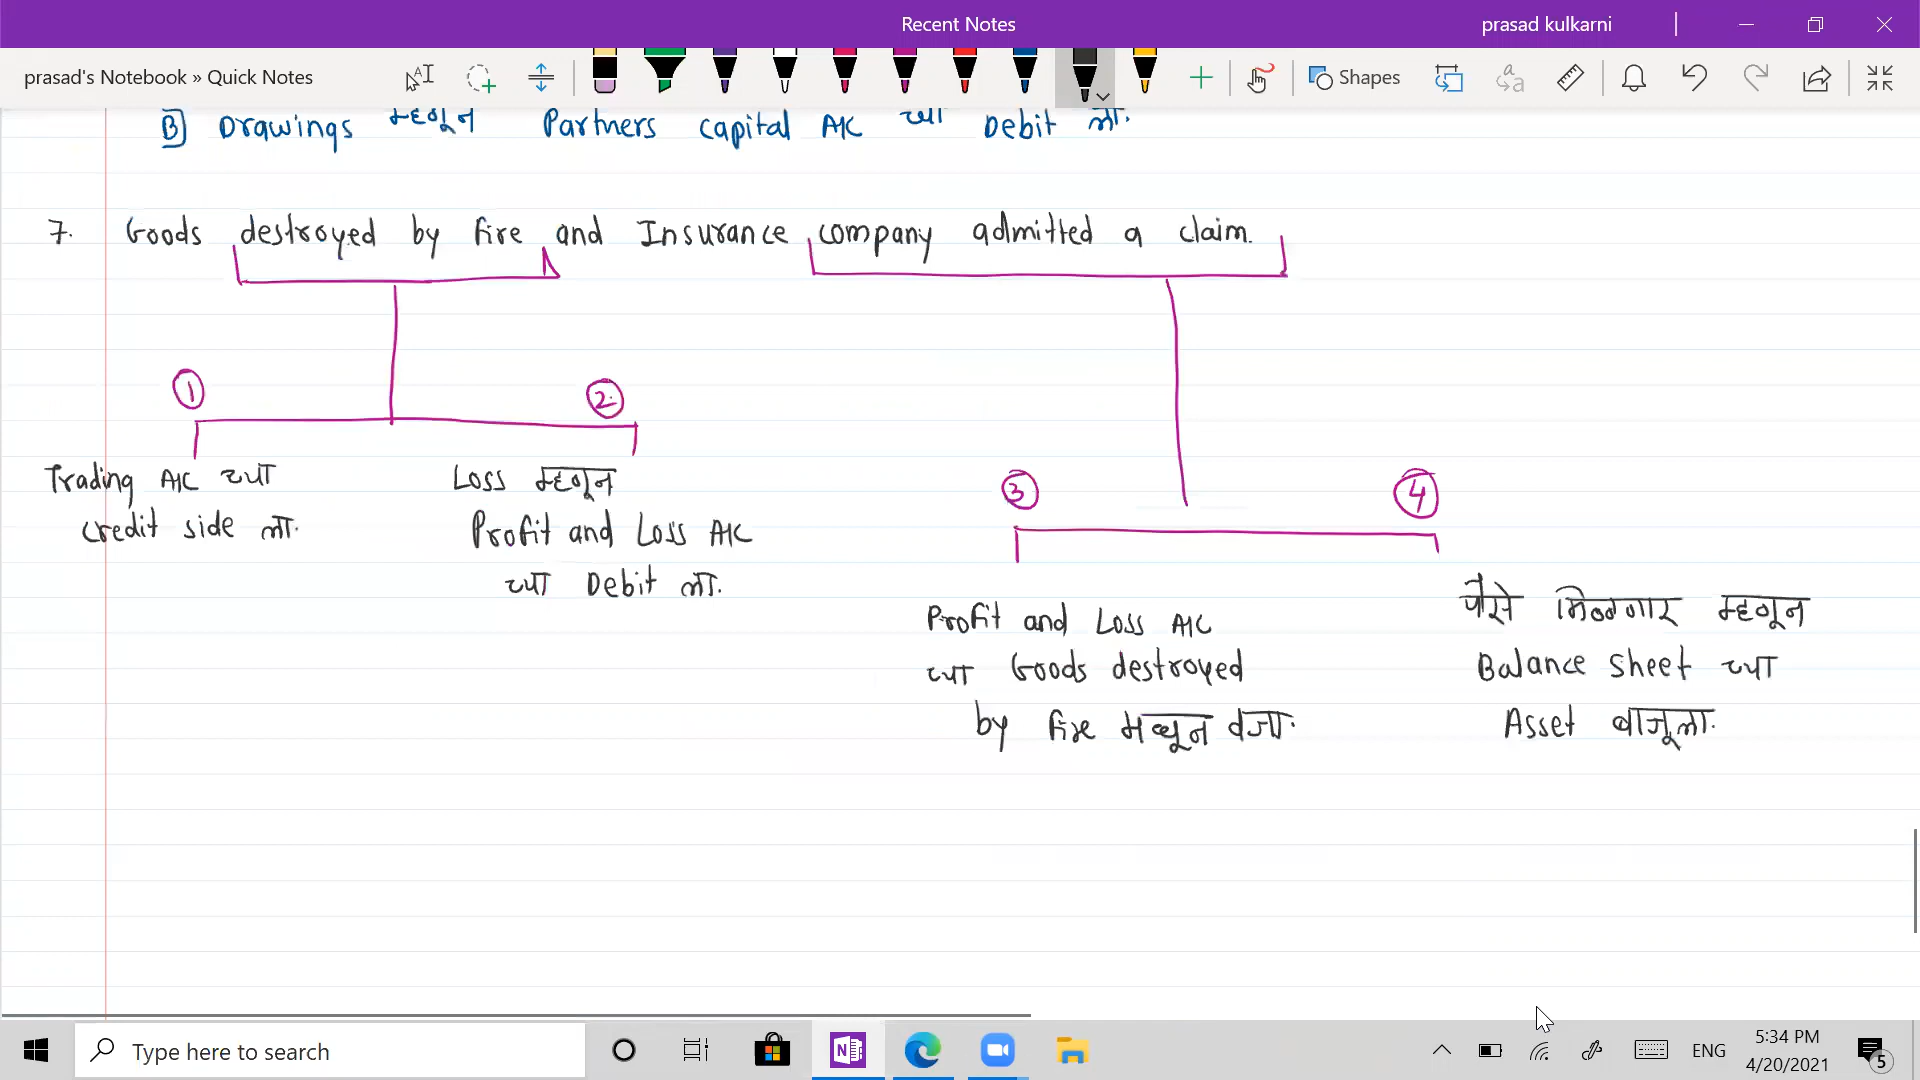 Recent Notes
prasad kulkarni
prasad's Notebook » Quick Notes
Shapes
B) Drawings म्हणून Partners capital A/C च्या Debit ला.
7. Goods destroyed by fire and Insurance company admitted a claim.
1
2.
Trading A/C च्या
credit side ला.
Loss म्हणून
Profit and Loss A/C
च्या Debit ला.
3
4
Profit and Loss A/C
च्या Goods destroyed
by fire मधून वजा.
पैसे मिळणार म्हणून
Balance sheet च्या
Asset बाजूला.
Type here to search
ENG
5:34 PM
4/20/2021
5